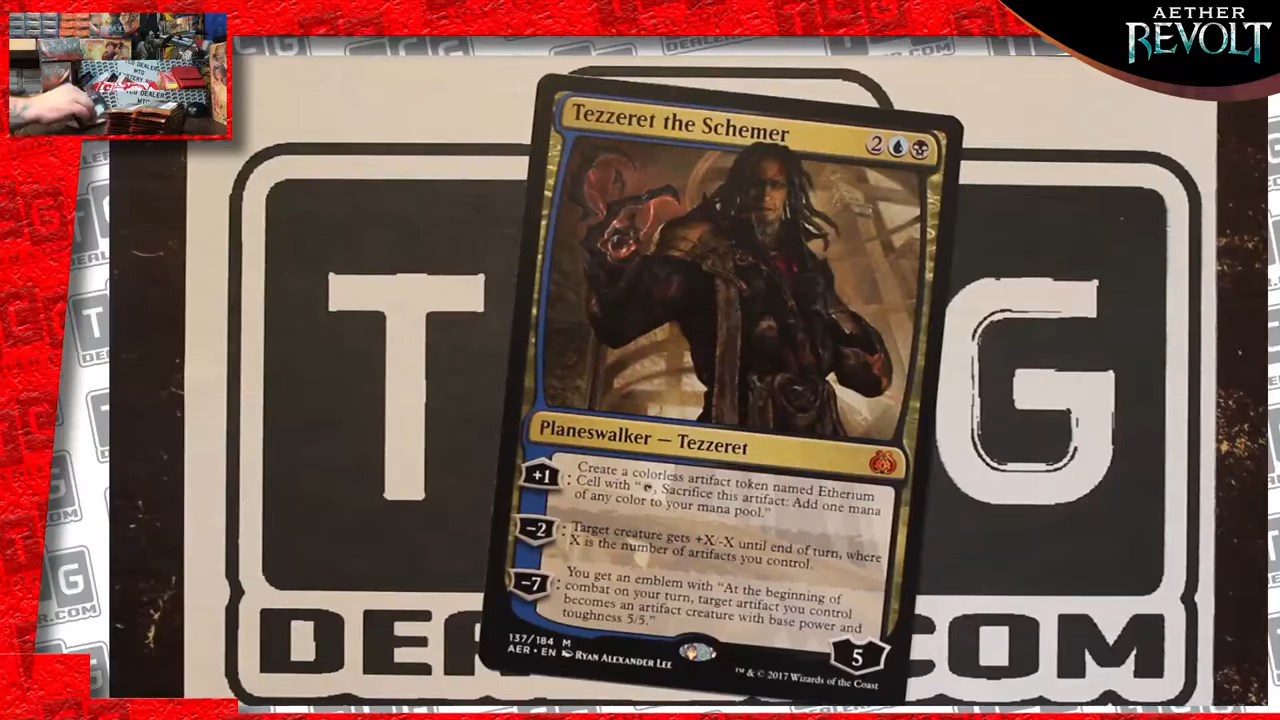 AETHER
REVOLT
Tezzeret the Schemer
2
T G
DEA .COM
Planeswalker — Tezzeret
+1 : Create a colorless artifact token named Etherium
Cell with “, Sacrifice this artifact: Add one mana
of any color to your mana pool.”
−2 : Target creature gets +X/-X until end of turn, where
X is the number of artifacts you control.
−7 : You get an emblem with “At the beginning of
combat on your turn, target artifact you control
becomes an artifact creature with base power and
toughness 5/5.”
5
137/184 M
AER • EN RYAN ALEXANDER LEE
™ & © 2017 Wizards of the Coast